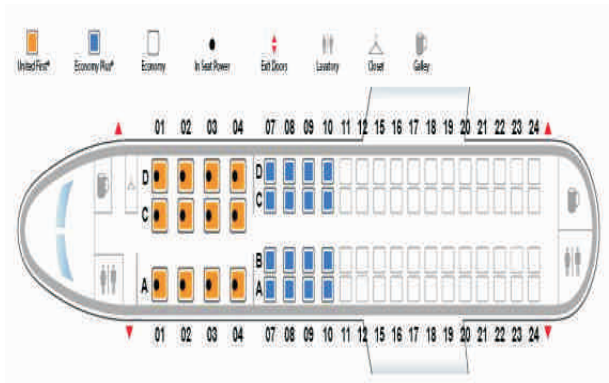 United First® Economy Plus® Economy In Seat Power Exit Doors Lavatory Closet Galley
01 02 03 04 07 08 09 10 11 12 15 16 17 18 19 20 21 22 23 24
D D
C C
B
A A
01 02 03 04 07 08 09 10 11 12 15 16 17 18 19 20 21 22 23 24